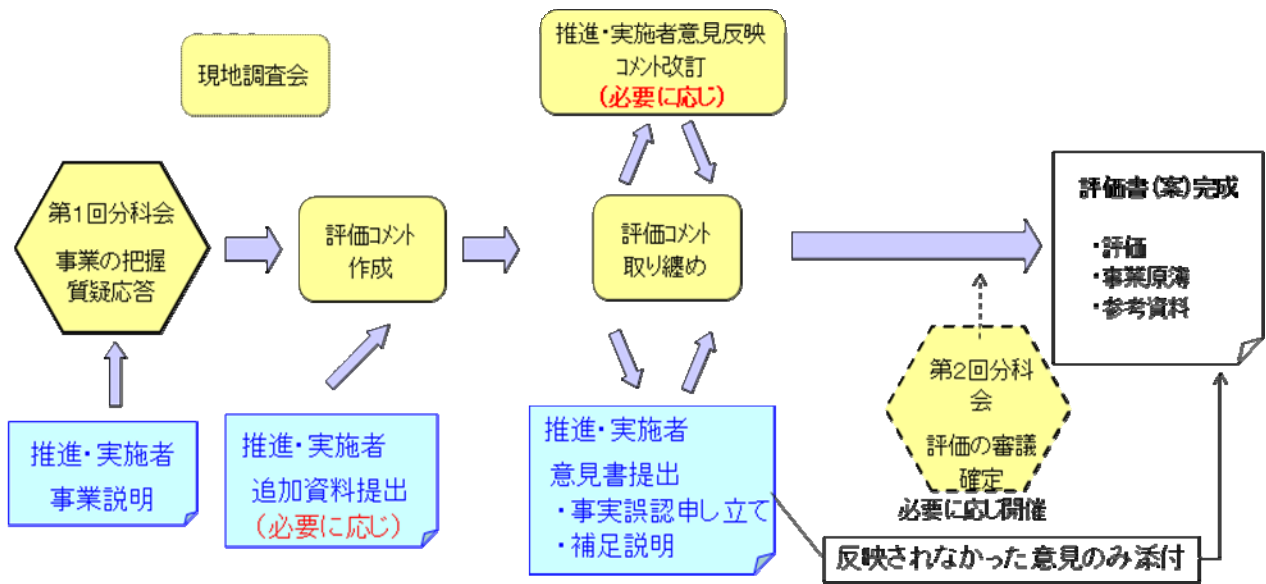 現地調査会
推進・実施者意見反映
コメント改訂
(必要に応じ)
第1回分科会
事業の把握
質疑応答
評価コメント
作成
評価コメント
取り纏め
評価書(案)完成
・評価
・事業原簿
・参考資料
推進・実施者
事業説明
推進・実施者
追加資料提出
(必要に応じ)
推進・実施者
意見書提出
・事実誤認申し立て
・補足説明
第2回分科
会
評価の審議
確定
必要に応じ開催
反映されなかった意見のみ添付